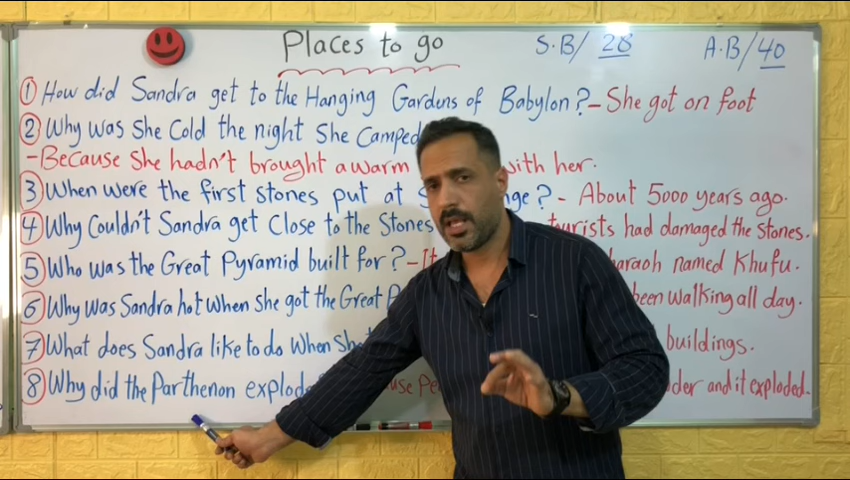 Places to go
S.B/28
A.B/40
① How did Sandra get to the Hanging Gardens of Babylon? - She got on foot
② Why was She Cold the night She Camped
- Because She hadn't brought a warm with her.
③ When were the first stones put at nge? - About 5000 years ago.
④ Why Couldn't Sandra get Close to the Stones tourists had damaged the Stones.
⑤ Who was the Great Pyramid built for? - It haraoh named Khufu.
⑥ Why was Sandra hot when She got the Great been walking all day.
⑦ What does Sandra like to do When She buildings.
⑧ Why did the Parthenon explode der and it exploded.